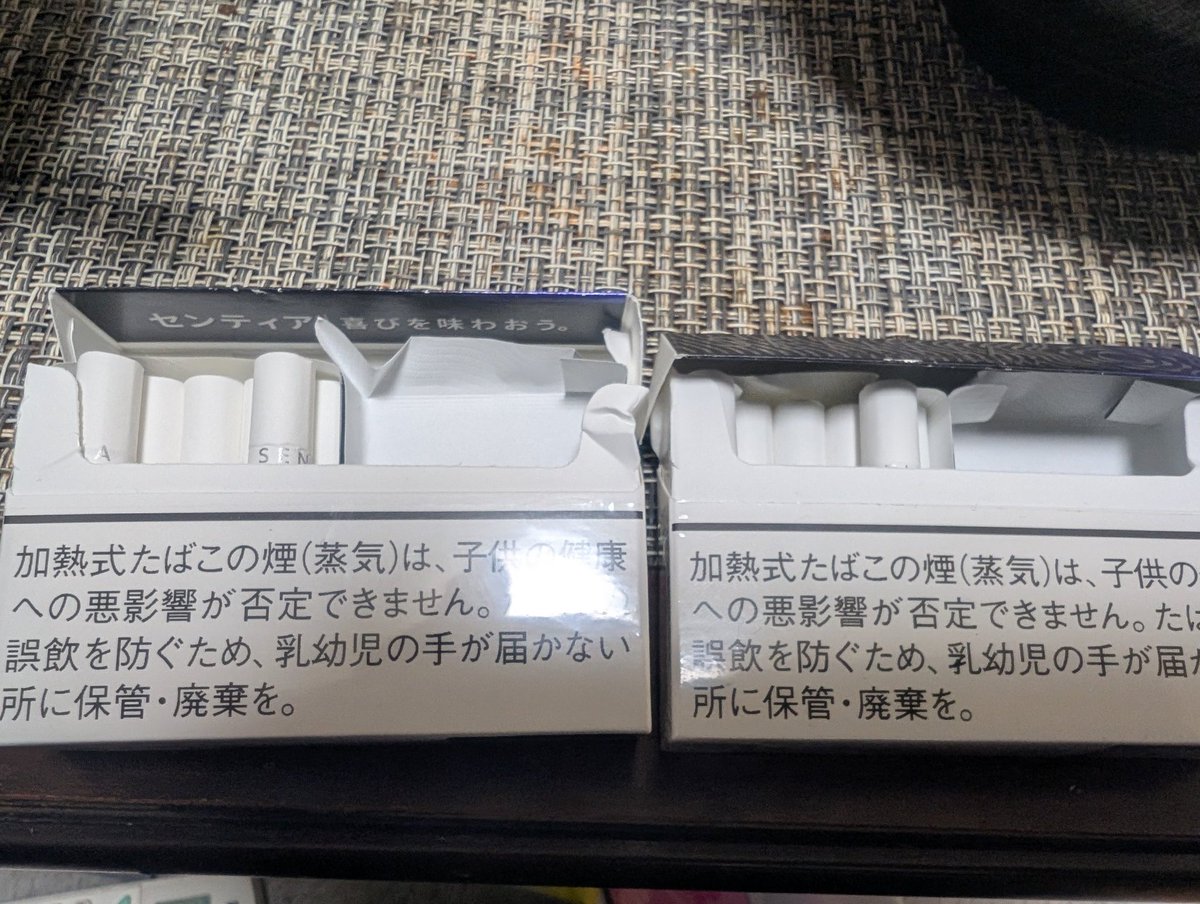 センティア 喜びを味わおう。
A
SEN
加熱式たばこの煙(蒸気)は、子供の健康
への悪影響が否定できません。
誤飲を防ぐため、乳幼児の手が届かない
所に保管・廃棄を。
加熱式たばこの煙(蒸気)は、子供の
への悪影響が否定できません。たば
誤飲を防ぐため、乳幼児の手が届か
所に保管・廃棄を。